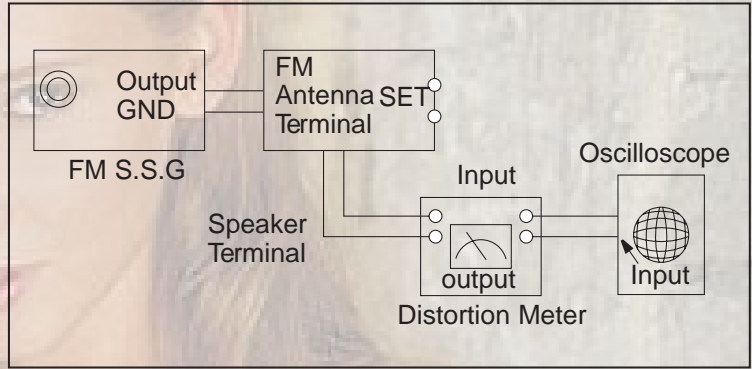 Output
GND
FM S.S.G
FM
Antenna SET
Terminal
Speaker
Terminal
Input
output
Distortion Meter
Oscilloscope
Input